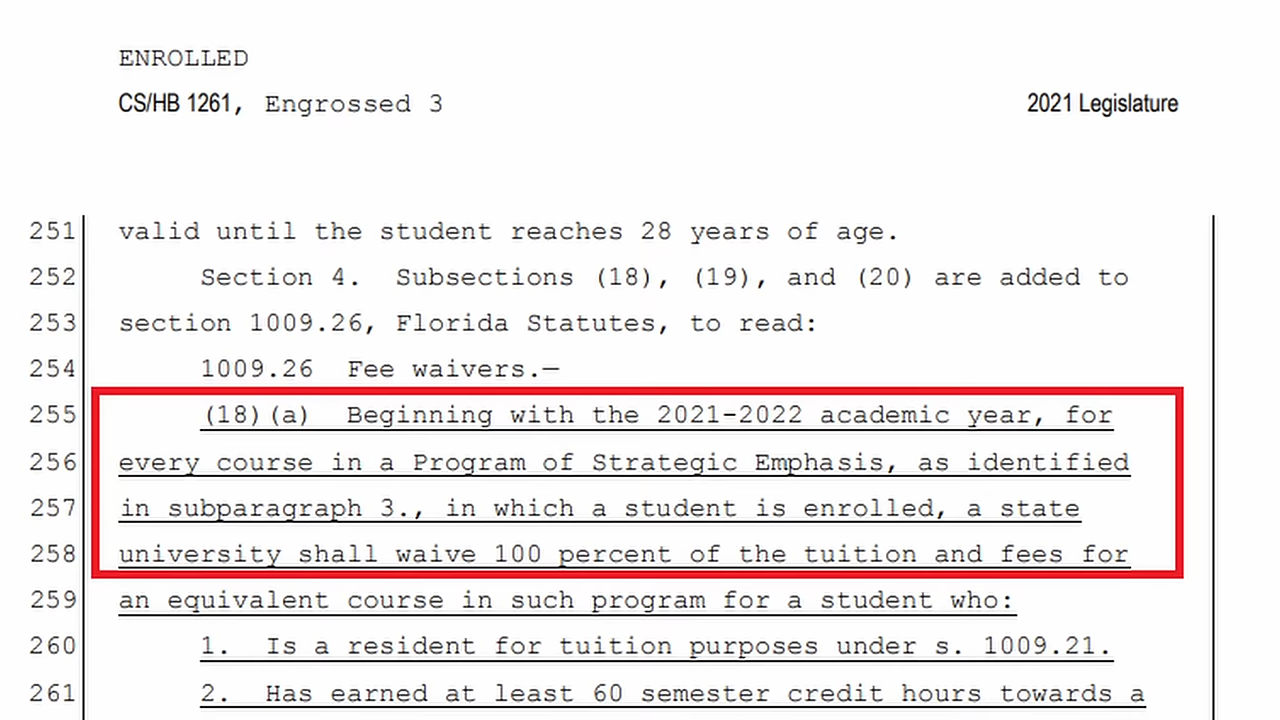 ENROLLED
CS/HB 1261, Engrossed 3 2021 Legislature
251 valid until the student reaches 28 years of age.
252 Section 4. Subsections (18), (19), and (20) are added to
253 section 1009.26, Florida Statutes, to read:
254 1009.26 Fee waivers.—
255 (18)(a) Beginning with the 2021-2022 academic year, for
256 every course in a Program of Strategic Emphasis, as identified
257 in subparagraph 3., in which a student is enrolled, a state
258 university shall waive 100 percent of the tuition and fees for
259 an equivalent course in such program for a student who:
260 1. Is a resident for tuition purposes under s. 1009.21.
261 2. Has earned at least 60 semester credit hours towards a